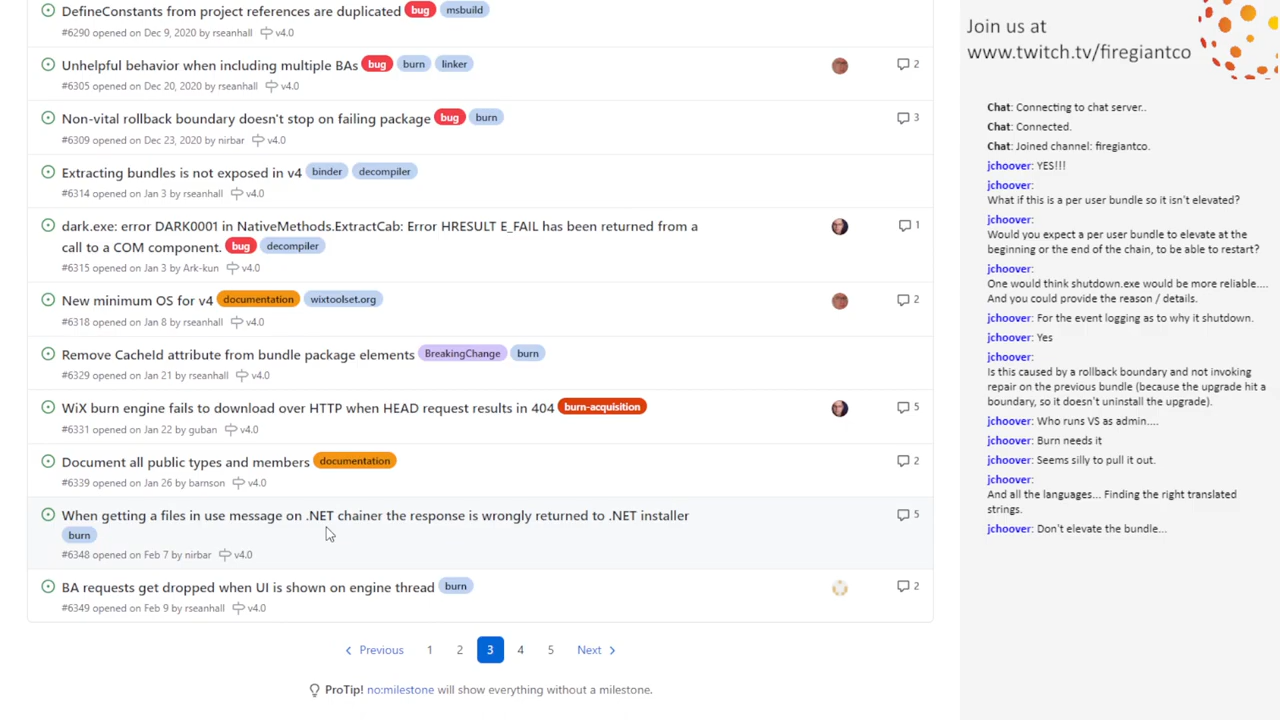 DefineConstants from project references are duplicated bug msbuild
#6290 opened on Dec 9, 2020 by rseanhall v4.0
Unhelpful behavior when including multiple BAs bug burn linker
2
#6305 opened on Dec 20, 2020 by rseanhall v4.0
Non-vital rollback boundary doesn't stop on failing package bug burn
3
#6309 opened on Dec 23, 2020 by nirbar v4.0
Extracting bundles is not exposed in v4 binder decompiler
#6314 opened on Jan 3 by rseanhall v4.0
dark.exe: error DARK0001 in NativeMethods.ExtractCab: Error HRESULT E_FAIL has been returned from a
1
call to a COM component. bug decompiler
#6315 opened on Jan 3 by Ark-kun v4.0
New minimum OS for v4 documentation wixtoolset.org
2
#6318 opened on Jan 8 by rseanhall v4.0
Remove CacheId attribute from bundle package elements BreakingChange burn
#6329 opened on Jan 21 by rseanhall v4.0
WiX burn engine fails to download over HTTP when HEAD request results in 404 burn-acquisition
5
#6331 opened on Jan 22 by guban v4.0
Document all public types and members documentation
2
#6339 opened on Jan 26 by barnson v4.0
When getting a files in use message on .NET chainer the response is wrongly returned to .NET installer
5
burn
#6348 opened on Feb 7 by nirbar v4.0
BA requests get dropped when UI is shown on engine thread burn
2
#6349 opened on Feb 9 by rseanhall v4.0
Previous 1 2 3 4 5 Next
ProTip! no:milestone will show everything without a milestone.
Join us at
www.twitch.tv/firegiantco
Chat: Connecting to chat server..
Chat: Connected.
Chat: Joined channel: firegiantco.
jchoover: YES!!!
jchoover:
What if this is a per user bundle so it isn't elevated?
jchoover:
Would you expect a per user bundle to elevate at the
beginning or the end of the chain, to be able to restart?
jchoover:
One would think shutdown.exe would be more reliable....
And you could provide the reason / details.
jchoover: For the event logging as to why it shutdown.
jchoover: Yes
jchoover:
Is this caused by a rollback boundary and not invoking
repair on the previous bundle (because the upgrade hit a
boundary, so it doesn't uninstall the upgrade).
jchoover: Who runs VS as admin....
jchoover: Burn needs it
jchoover: Seems silly to pull it out.
jchoover:
And all the languages... Finding the right translated
strings.
jchoover: Don't elevate the bundle...